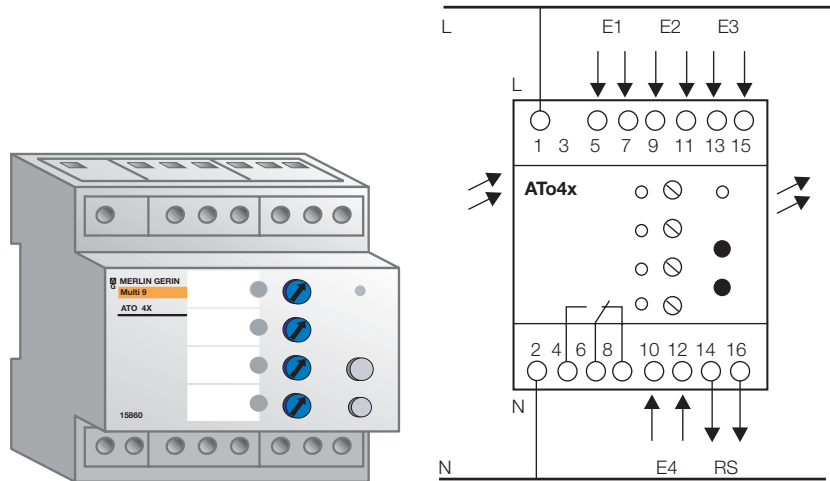 MERLIN GERIN
Multi 9
ATO 4X
15860
L
E1 E2 E3
L
1 3 5 7 9 11 13 15
ATo4x
2 4 6 8 10 12 14 16
N
N
E4 RS